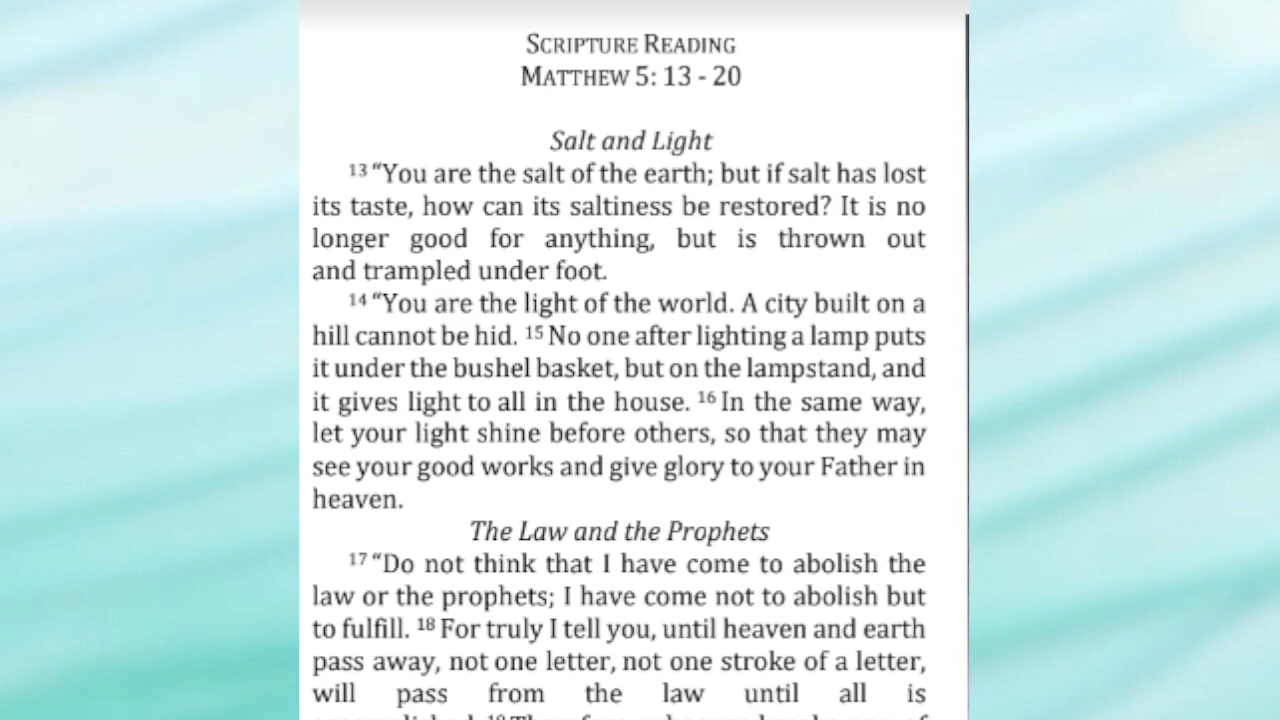 SCRIPTURE READING
MATTHEW 5: 13 - 20
Salt and Light
13 “You are the salt of the earth; but if salt has lost
its taste, how can its saltiness be restored? It is no
longer good for anything, but is thrown out
and trampled under foot.
14 “You are the light of the world. A city built on a
hill cannot be hid. 15 No one after lighting a lamp puts
it under the bushel basket, but on the lampstand, and
it gives light to all in the house. 16 In the same way,
let your light shine before others, so that they may
see your good works and give glory to your Father in
heaven.
The Law and the Prophets
17 “Do not think that I have come to abolish the
law or the prophets; I have come not to abolish but
to fulfill. 18 For truly I tell you, until heaven and earth
pass away, not one letter, not one stroke of a letter,
will pass from the law until all is